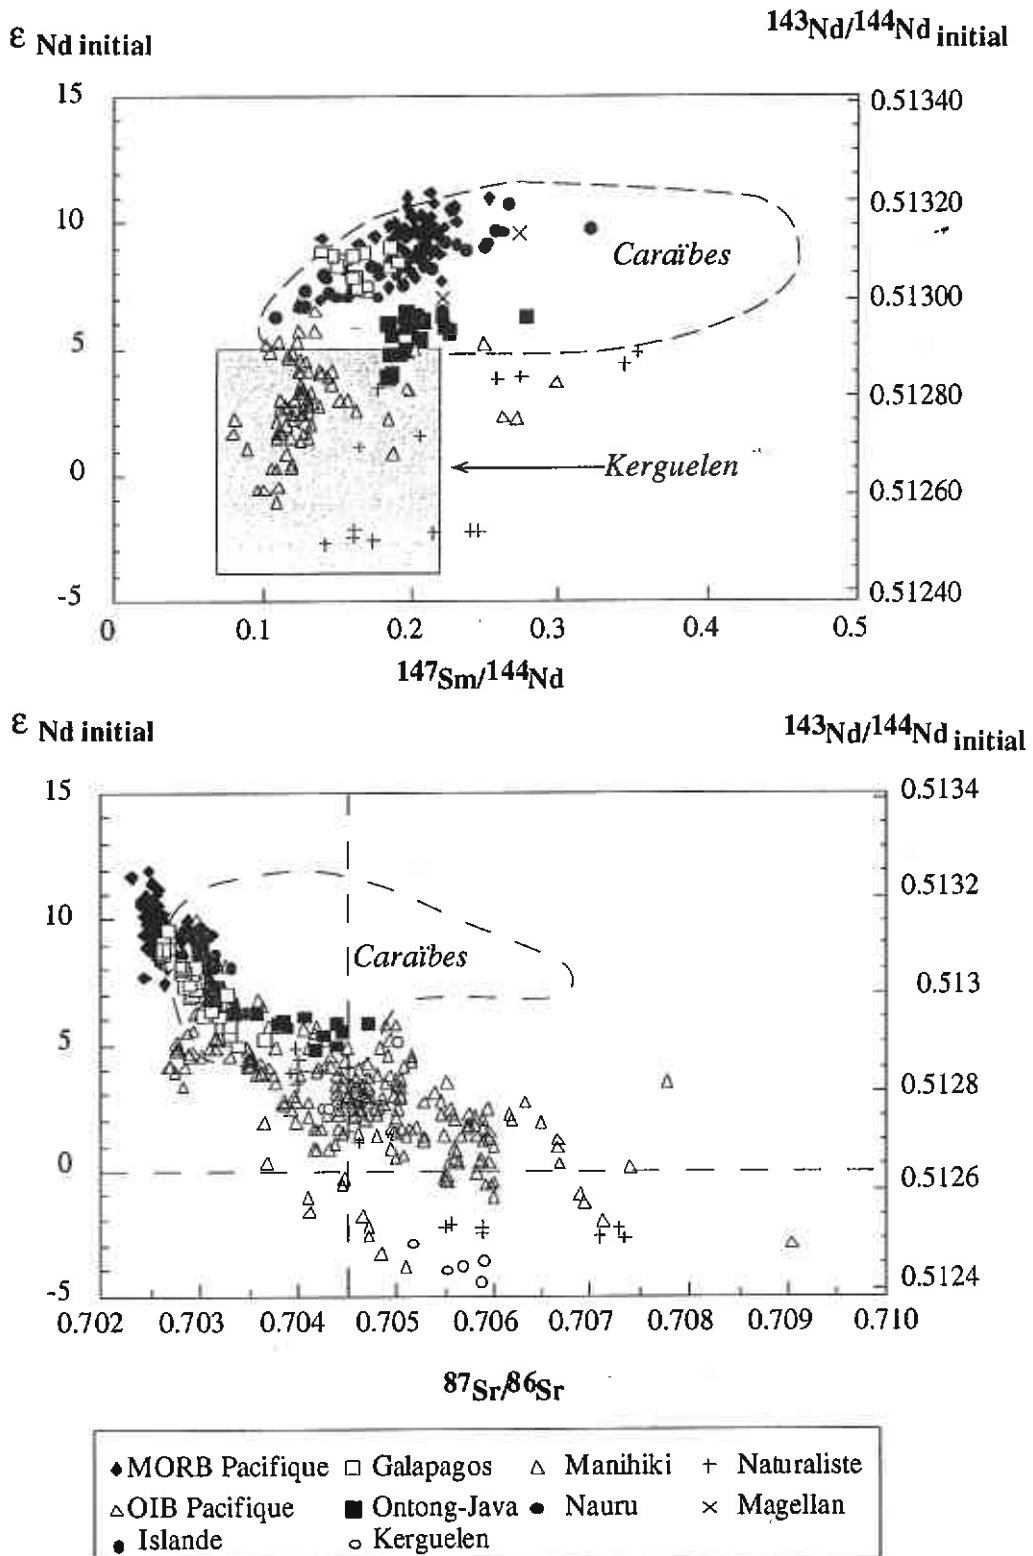 ε Nd initial 143Nd/144Nd initial
15 0.51340
10 0.51320
Caraïbes
5 0.51300
0.51280
0 Kerguelen 0.51260
-5 0.51240
0 0.1 0.2 0.3 0.4 0.5
147Sm/144Nd
ε Nd initial 143Nd/144Nd initial
15 0.5134
10 0.5132
Caraïbes
0.513
5
0.5128
0 0.5126
-5 0.5124
0.702 0.703 0.704 0.705 0.706 0.707 0.708 0.709 0.710
87Sr/86Sr
MORB Pacifique Galapagos Manihiki Naturaliste
OIB Pacifique Ontong-Java Nauru Magellan
Islande Kerguelen